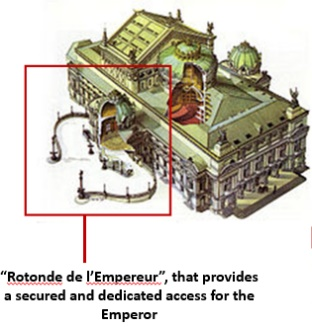 “Rotonde de l’Empereur”, that provides
a secured and dedicated access for the
Emperor